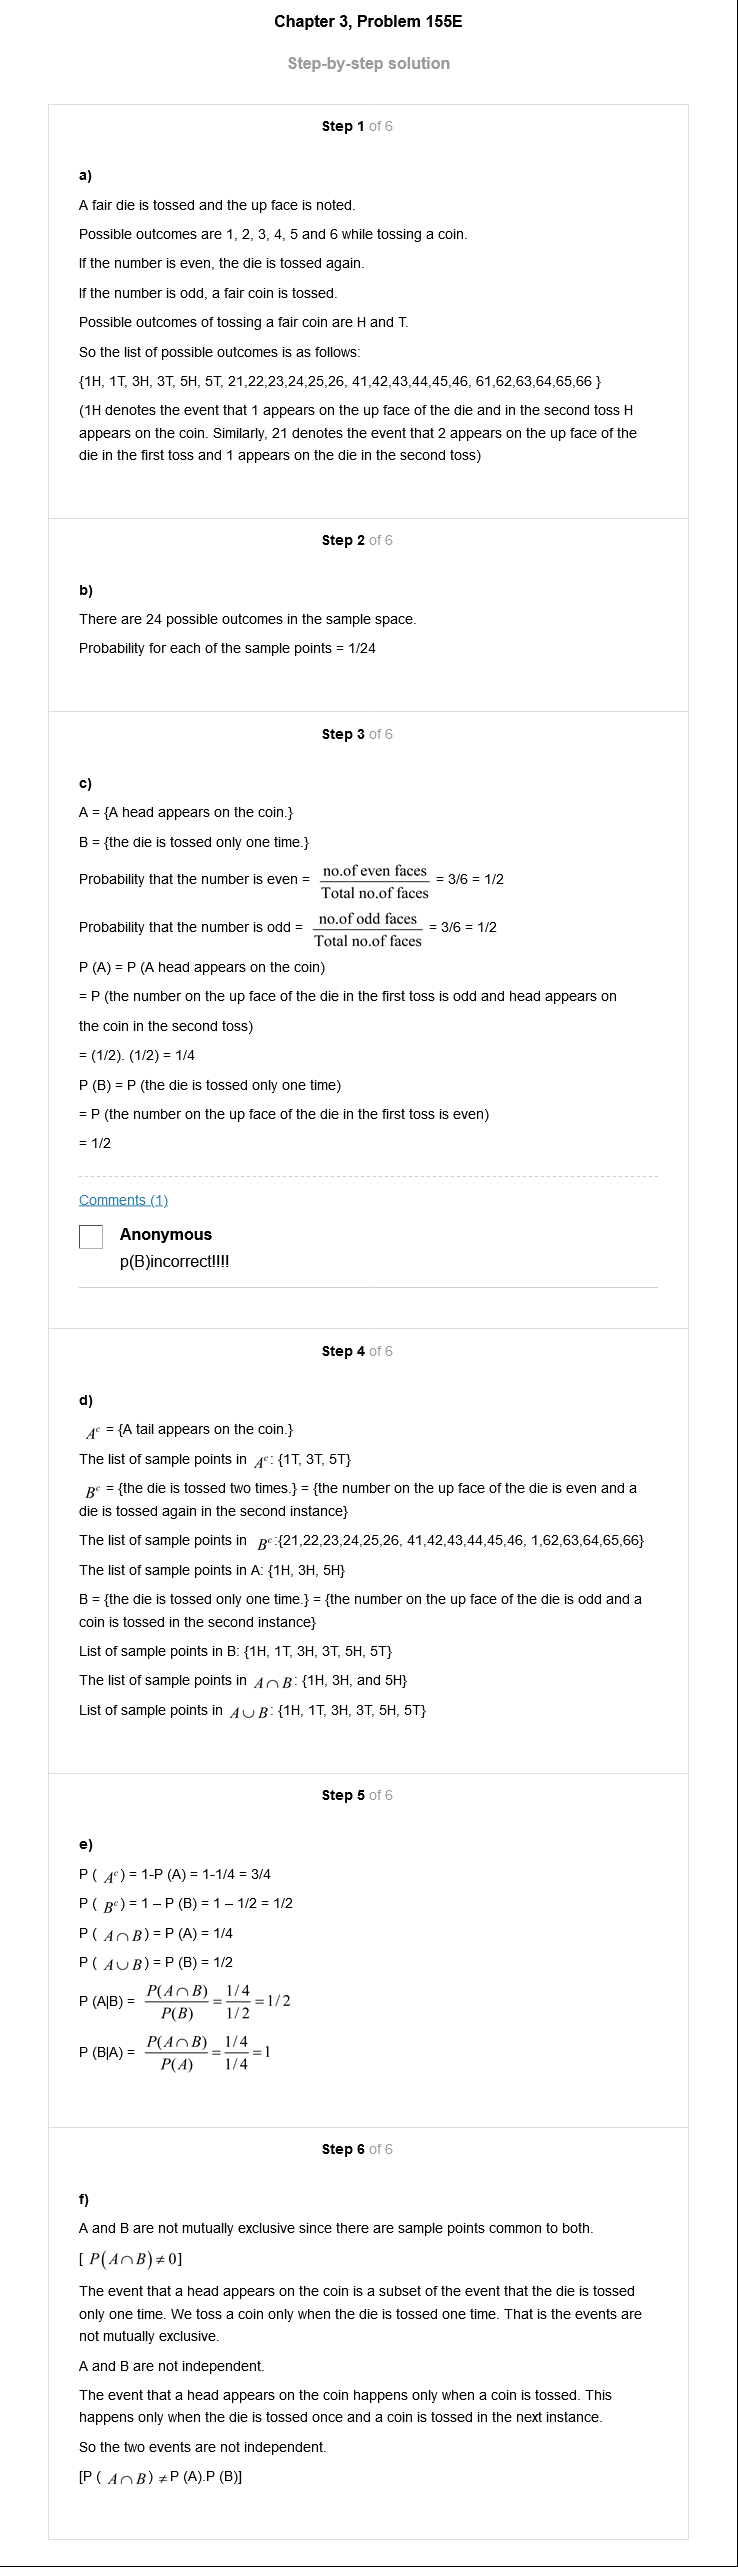 Chapter 3, Problem 155E
Step-by-step solution
Step 1 of 6
a)
A fair die is tossed and the up face is noted.
Possible outcomes are 1, 2, 3, 4, 5 and 6 while tossing a coin.
If the number is even, the die is tossed again.
If the number is odd, a fair coin is tossed.
Possible outcomes of tossing a fair coin are H and T.
So the list of possible outcomes is as follows:
{1H, 1T, 3H, 3T, 5H, 5T, 21,22,23,24,25,26, 41,42,43,44,45,46, 61,62,63,64,65,66 }
(1H denotes the event that 1 appears on the up face of the die and in the second toss H
appears on the coin. Similarly, 21 denotes the event that 2 appears on the up face of the
die in the first toss and 1 appears on the die in the second toss)
Step 2 of 6
b)
There are 24 possible outcomes in the sample space.
Probability for each of the sample points = 1/24
Step 3 of 6
c)
A = {A head appears on the coin.}
B = {the die is tossed only one time.}
Probability that the number is even = no.of even faces / Total no.of faces = 3/6 = 1/2
Probability that the number is odd = no.of odd faces / Total no.of faces = 3/6 = 1/2
P (A) = P (A head appears on the coin)
= P (the number on the up face of the die in the first toss is odd and head appears on
the coin in the second toss)
= (1/2). (1/2) = 1/4
P (B) = P (the die is tossed only one time)
= P (the number on the up face of the die in the first toss is even)
= 1/2
Comments (1)
Anonymous
p(B)incorrect!!!!
Step 4 of 6
d)
Aᶜ = {A tail appears on the coin.}
The list of sample points in Aᶜ: {1T, 3T, 5T}
Bᶜ = {the die is tossed two times.} = {the number on the up face of the die is even and a
die is tossed again in the second instance}
The list of sample points in Bᶜ:{21,22,23,24,25,26, 41,42,43,44,45,46, 1,62,63,64,65,66}
The list of sample points in A: {1H, 3H, 5H}
B = {the die is tossed only one time.} = {the number on the up face of the die is odd and a
coin is tossed in the second instance}
List of sample points in B: {1H, 1T, 3H, 3T, 5H, 5T}
The list of sample points in A∩B: {1H, 3H, and 5H}
List of sample points in A∪B: {1H, 1T, 3H, 3T, 5H, 5T}
Step 5 of 6
e)
P ( Aᶜ) = 1-P (A) = 1-1/4 = 3/4
P ( Bᶜ) = 1 – P (B) = 1 – 1/2 = 1/2
P ( A∩B) = P (A) = 1/4
P ( A∪B) = P (B) = 1/2
P (A|B) = P(A∩B) / P(B) = 1/4 / 1/2 = 1/2
P (B|A) = P(A∩B) / P(A) = 1/4 / 1/4 = 1
Step 6 of 6
f)
A and B are not mutually exclusive since there are sample points common to both.
[ P(A∩B) ≠ 0]
The event that a head appears on the coin is a subset of the event that the die is tossed
only one time. We toss a coin only when the die is tossed one time. That is the events are
not mutually exclusive.
A and B are not independent.
The event that a head appears on the coin happens only when a coin is tossed. This
happens only when the die is tossed once and a coin is tossed in the next instance.
So the two events are not independent.
[P ( A∩B) ≠ P (A).P (B)]